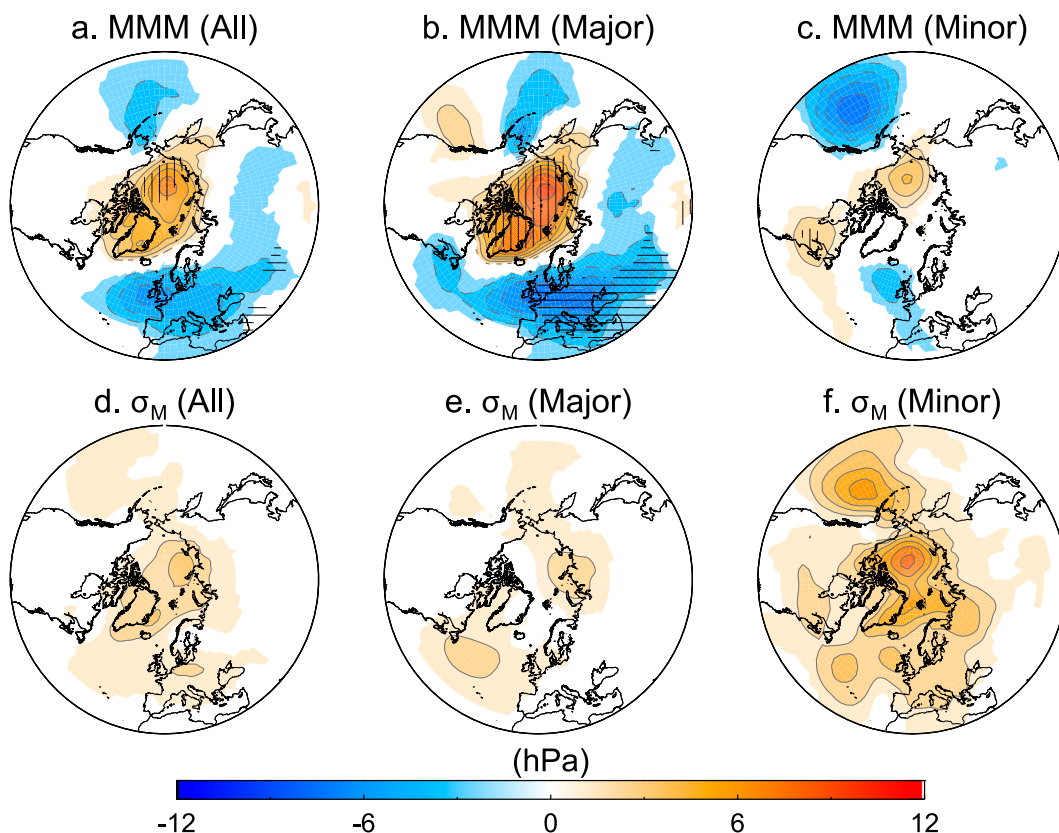 a. MMM (All)
b. MMM (Major)
c. MMM (Minor)
d. σM (All)
e. σM (Major)
f. σM (Minor)
(hPa)
-12 -6 0 6 12